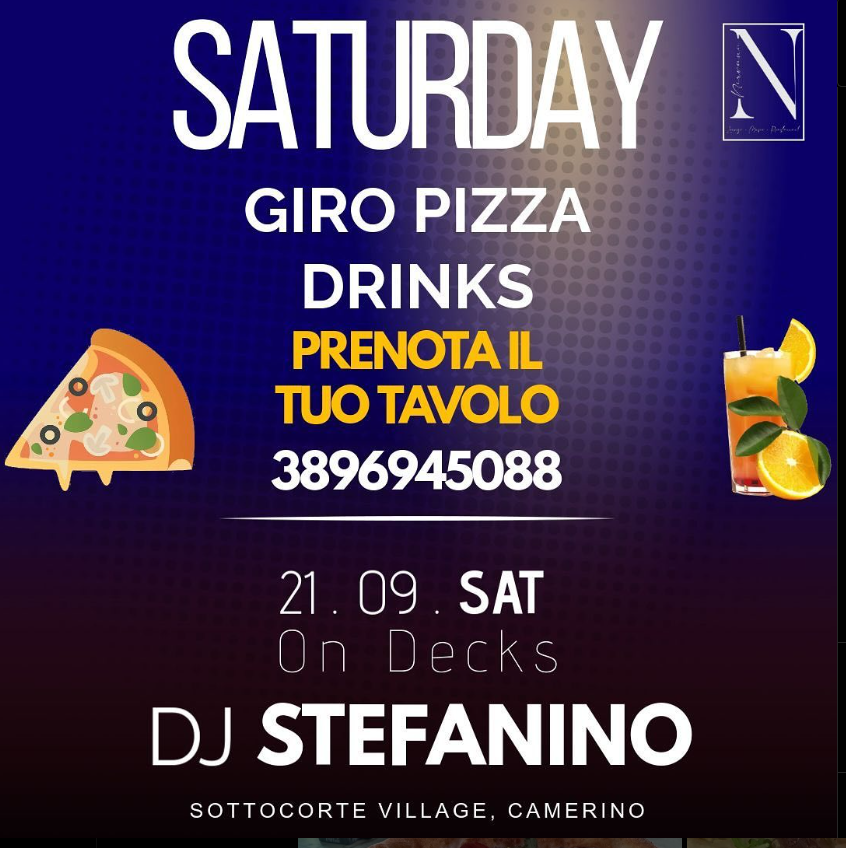 SATURDAY
N
GIRO PIZZA
DRINKS
PRENOTA IL
TUO TAVOLO
3896945088
21 . 09 . SAT
On Decks
DJ STEFANINO
SOTTOCORTE VILLAGE, CAMERINO